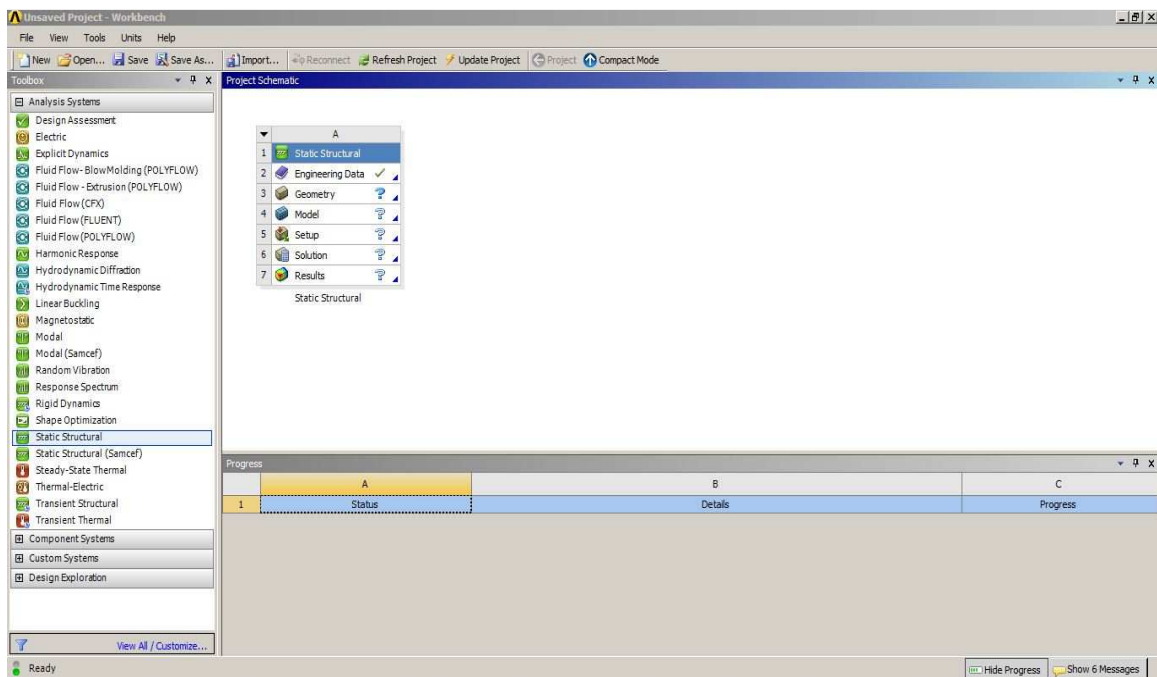 Unsaved Project - Workbench
File View Tools Units Help
New Open... Save Save As... Import... Reconnect Refresh Project Update Project Project Compact Mode
Toolbox
Project Schematic
Analysis Systems
Design Assessment
Electric
Explicit Dynamics
Fluid Flow - BlowMolding (POLYFLOW)
Fluid Flow - Extrusion (POLYFLOW)
Fluid Flow (CFX)
Fluid Flow (FLUENT)
Fluid Flow (POLYFLOW)
Harmonic Response
Hydrodynamic Diffraction
Hydrodynamic Time Response
Linear Buckling
Magnetostatic
Modal
Modal (Samcef)
Random Vibration
Response Spectrum
Rigid Dynamics
Shape Optimization
Static Structural
Static Structural (Samcef)
Steady-State Thermal
Thermal-Electric
Transient Structural
Transient Thermal
Component Systems
Custom Systems
Design Exploration
View All / Customize...
A
1 Static Structural
2 Engineering Data
3 Geometry ?
4 Model ?
5 Setup ?
6 Solution ?
7 Results ?
Static Structural
Progress
A B C
1 Status Details Progress
Ready
Hide Progress Show 6 Messages